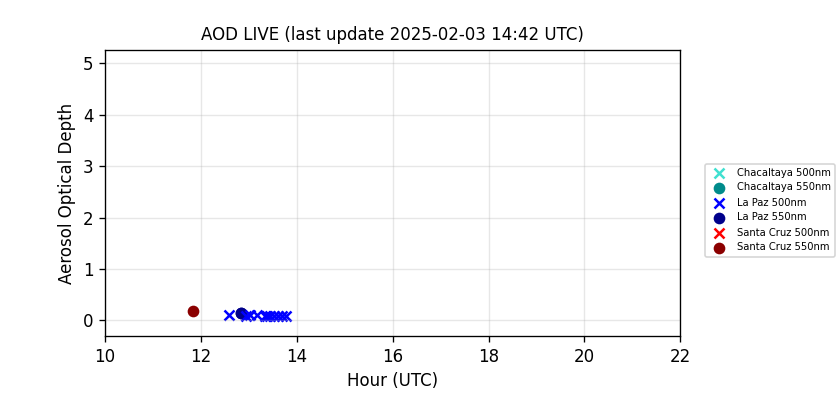 AOD LIVE (last update 2025-02-03 14:42 UTC)
Aerosol Optical Depth
5
4
3
2
1
0
10 12 14 16 18 20 22
Hour (UTC)
Chacaltaya 500nm
Chacaltaya 550nm
La Paz 500nm
La Paz 550nm
Santa Cruz 500nm
Santa Cruz 550nm